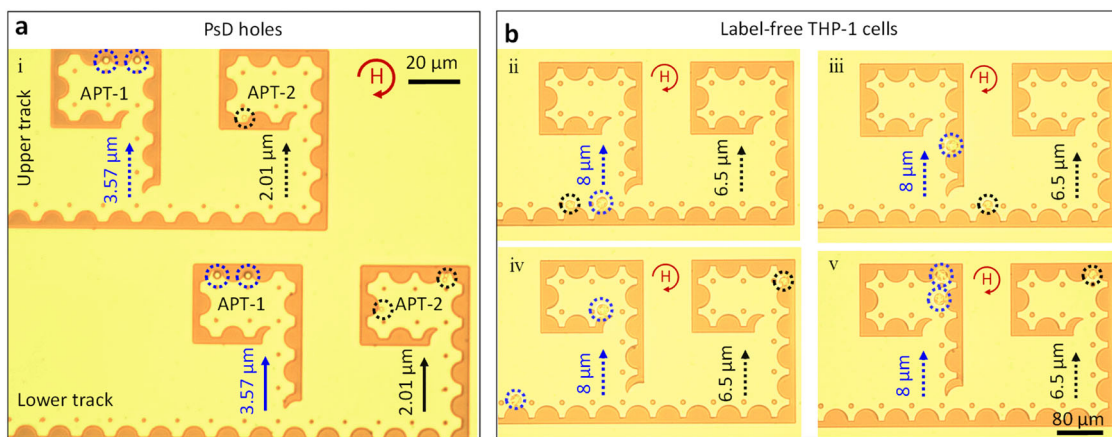 a
PsD holes
i
Upper track
APT-1
3.57 µm
APT-2
2.01 µm
H
20 µm
APT-1
3.57 µm
APT-2
2.01 µm
Lower track
b
Label-free THP-1 cells
ii
H
8 µm
6.5 µm
iii
H
8 µm
6.5 µm
iv
H
8 µm
6.5 µm
v
H
8 µm
6.5 µm
80 µm